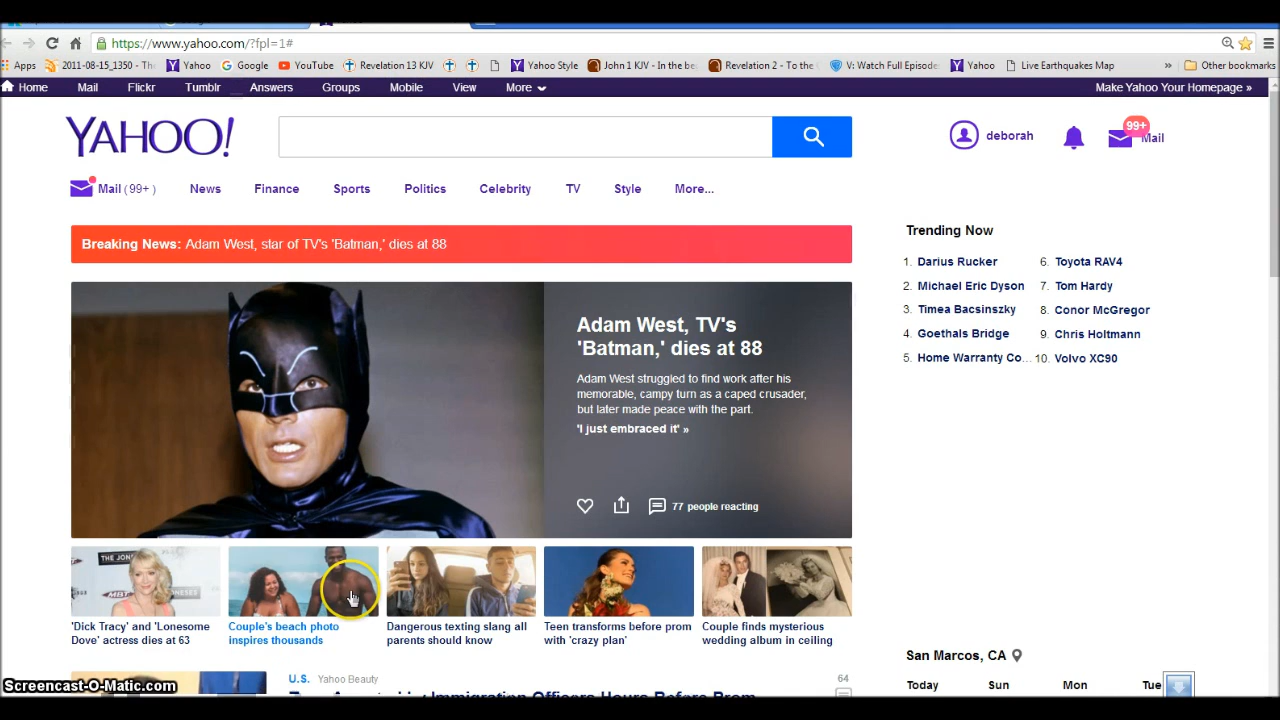 https://www.yahoo.com/?fpl=1#
Apps 2011-08-15_1350 - Th Yahoo Google YouTube Revelation 13 KJV Yahoo Style John 1 KJV - In the be Revelation 2 - To the V: Watch Full Episodes Yahoo Live Earthquakes Map » Other bookmarks
Home Mail Flickr Tumblr Answers Groups Mobile View More Make Yahoo Your Homepage »
YAHOO! deborah 99+ Mail
Mail (99+) News Finance Sports Politics Celebrity TV Style More...
Breaking News: Adam West, star of TV's 'Batman,' dies at 88
Adam West, TV's
'Batman,' dies at 88
Adam West struggled to find work after his
memorable, campy turn as a caped crusader,
but later made peace with the part.
'I just embraced it' »
77 people reacting
Trending Now
1. Darius Rucker 6. Toyota RAV4
2. Michael Eric Dyson 7. Tom Hardy
3. Timea Bacsinszky 8. Conor McGregor
4. Goethals Bridge 9. Chris Holtmann
5. Home Warranty Co... 10. Volvo XC90
'Dick Tracy' and 'Lonesome
Dove' actress dies at 63
Couple's beach photo
inspires thousands
Dangerous texting slang all
parents should know
Teen transforms before prom
with 'crazy plan'
Couple finds mysterious
wedding album in ceiling
San Marcos, CA
Today Sun Mon Tue
U.S. Yahoo Beauty 64
Immigration Officers Hours Before Prom
Screencast-O-Matic.com